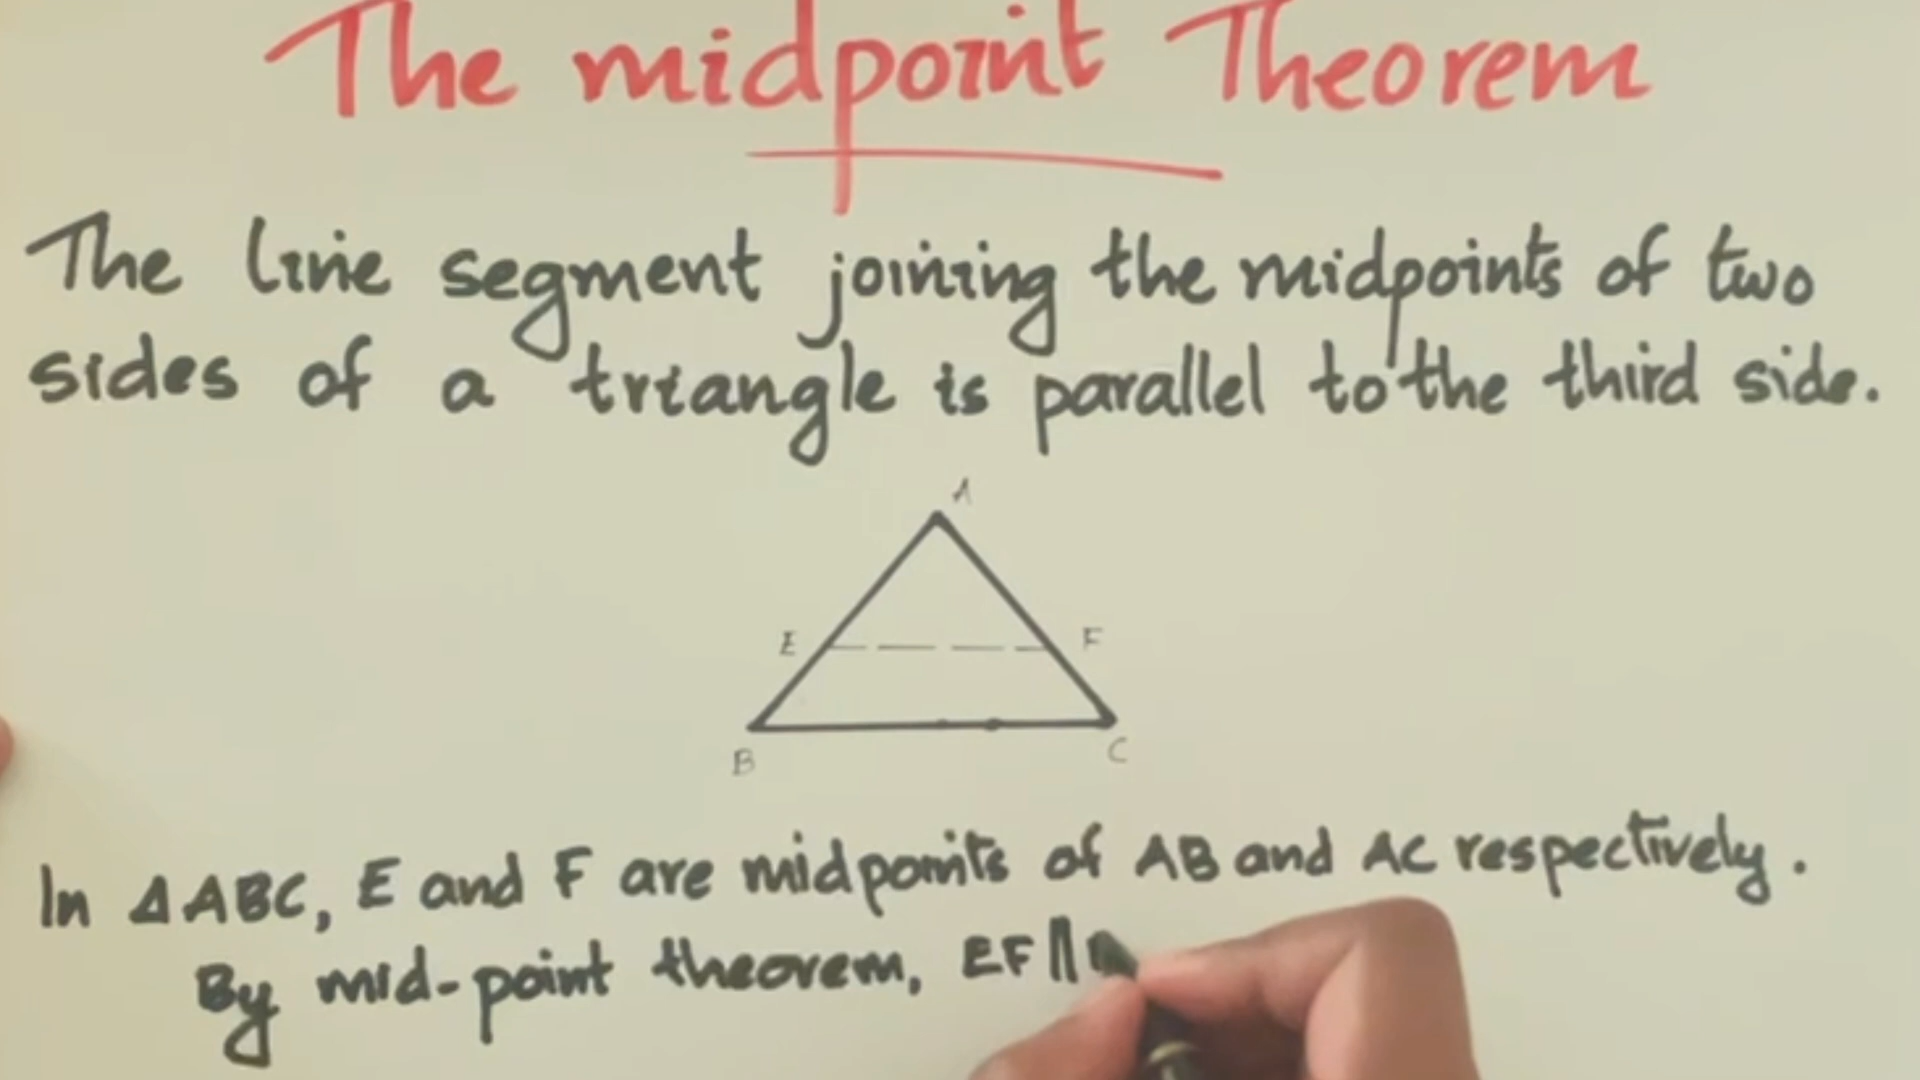 The midpoint Theorem
The line segment joining the midpoints of two
sides of a triangle is parallel to the third side.
A
E F
B C
In ΔABC, E and F are midpoints of AB and AC respectively.
By mid-point theorem, EF ||